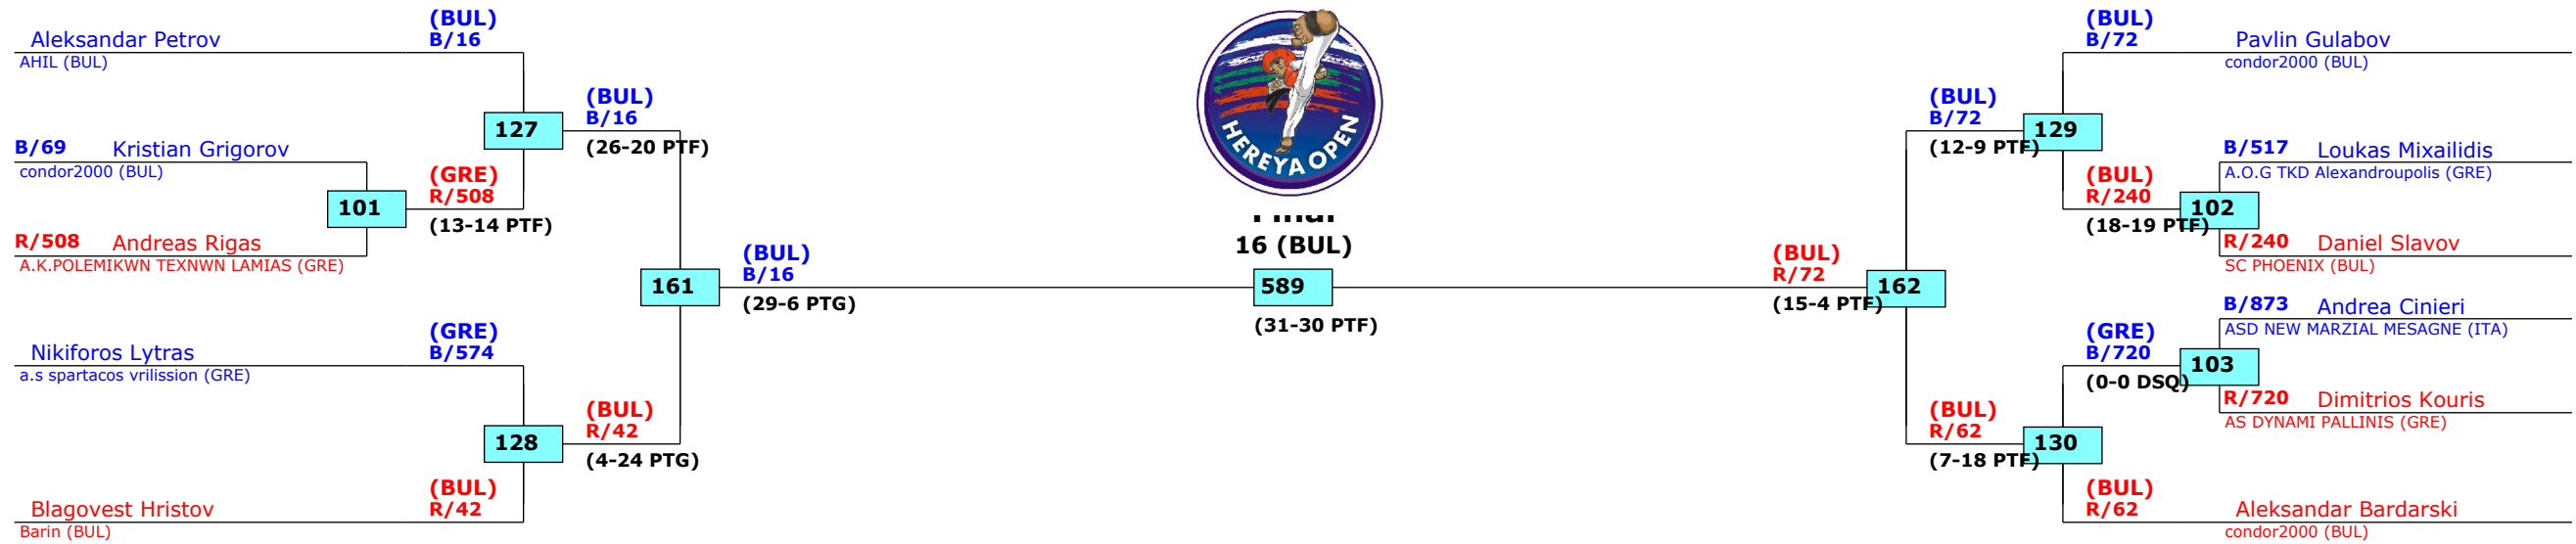 (BUL)
B/16
Aleksandar Petrov
AHIL (BUL)
127
(BUL)
B/16
(26-20 PTF)
B/69 Kristian Grigorov
condor2000 (BUL)
101
(GRE)
R/508
(13-14 PTF)
R/508 Andreas Rigas
A.K.POLEMIKWN TEXNWN LAMIAS (GRE)
161
(BUL)
B/16
(29-6 PTG)
(GRE)
B/574
Nikiforos Lytras
a.s spartacos vrilission (GRE)
128
(BUL)
R/42
(4-24 PTG)
(BUL)
R/42
Blagovest Hristov
Barin (BUL)
HEREYA OPEN
Final
16 (BUL)
589
(31-30 PTF)
(BUL)
R/72
(15-4 PTF)
162
(BUL)
B/72
(12-9 PTF)
129
(BUL)
B/72
Pavlin Gulabov
condor2000 (BUL)
B/517 Loukas Mixailidis
A.O.G TKD Alexandroupolis (GRE)
(BUL)
R/240
(18-19 PTF)
102
R/240 Daniel Slavov
SC PHOENIX (BUL)
B/873 Andrea Cinieri
ASD NEW MARZIAL MESAGNE (ITA)
(GRE)
B/720
(0-0 DSQ)
103
R/720 Dimitrios Kouris
AS DYNAMI PALLINIS (GRE)
(BUL)
R/62
(7-18 PTF)
130
(BUL)
R/62
Aleksandar Bardarski
condor2000 (BUL)